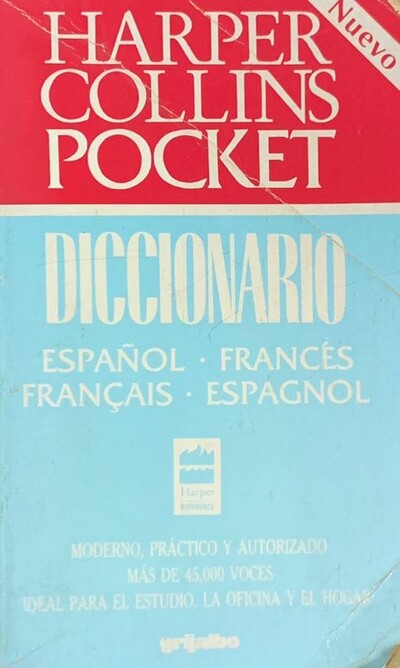 HARPER
Nuevo
COLLINS
POCKET
DICCIONARIO
ESPAÑOL · FRANCÉS
FRANÇAIS · ESPAGNOL
Harper
REFERENCE
MODERNO, PRÁCTICO Y AUTORIZADO
MÁS DE 45,000 VOCES
IDEAL PARA EL ESTUDIO, LA OFICINA Y EL HOGAR
grijalbo